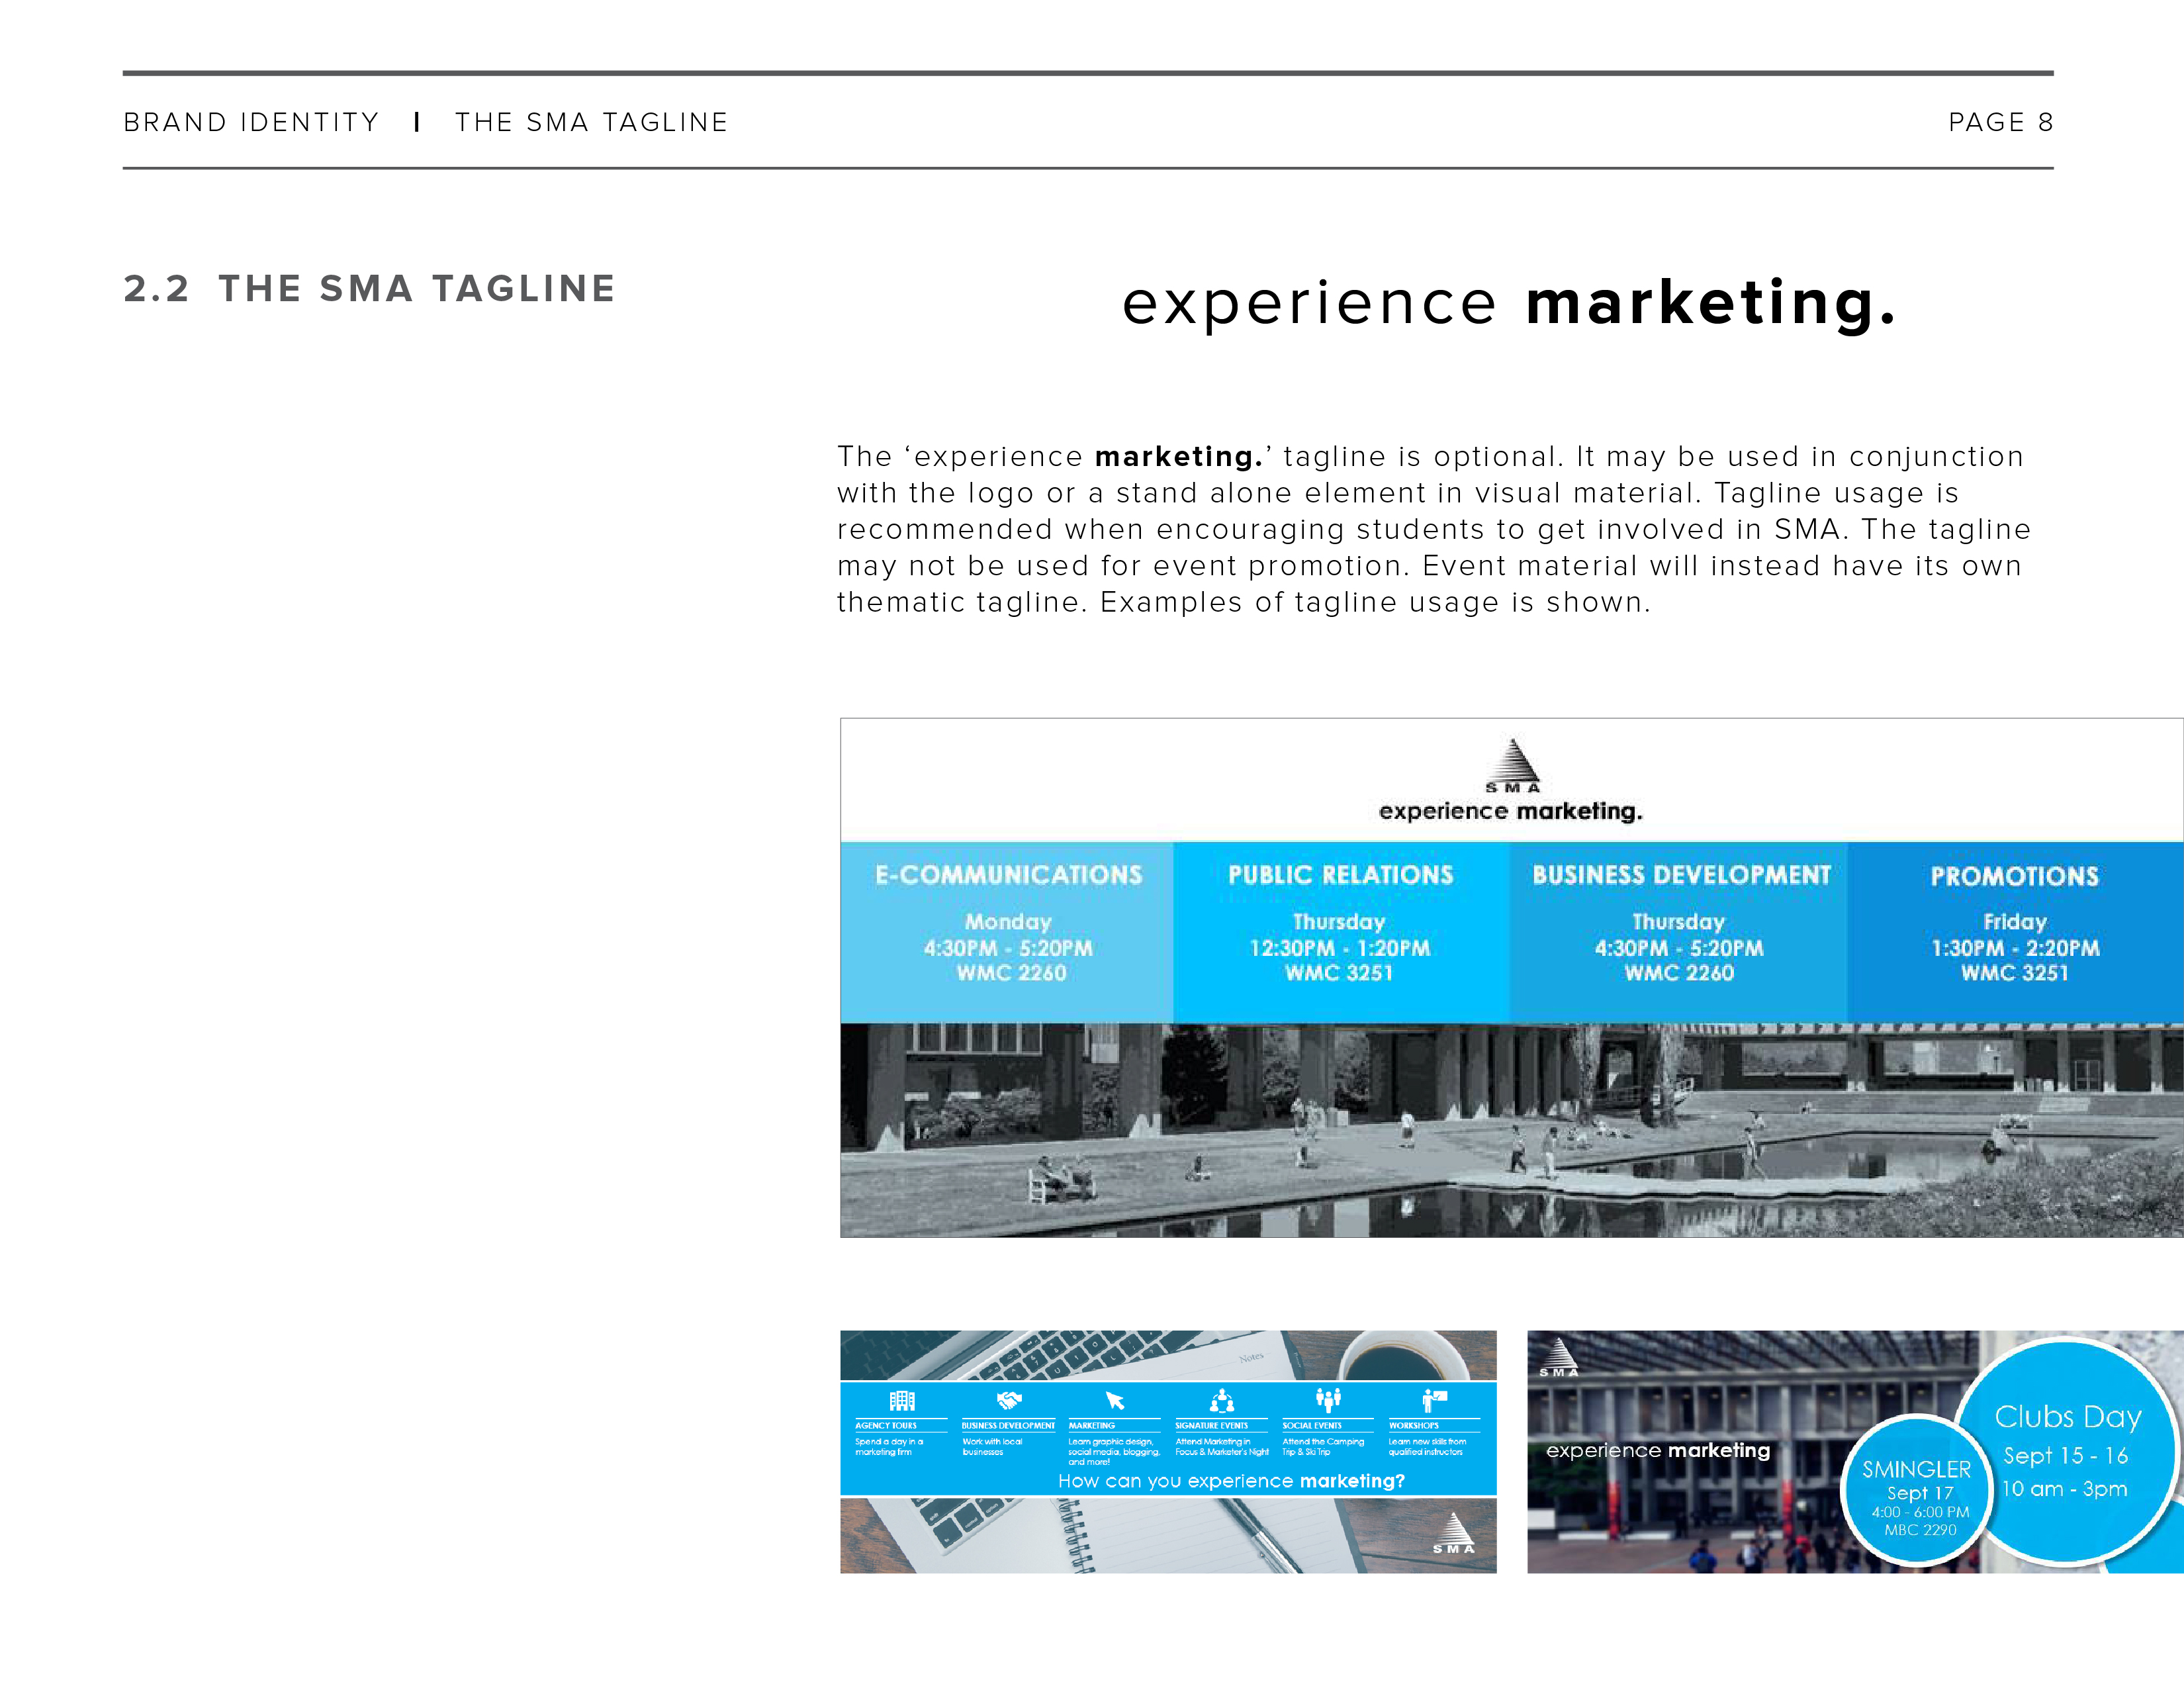 BRAND IDENTITY | THE SMA TAGLINE
PAGE 8
2.2 THE SMA TAGLINE
experience marketing.
The ‘experience marketing.’ tagline is optional. It may be used in conjunction
with the logo or a stand alone element in visual material. Tagline usage is
recommended when encouraging students to get involved in SMA. The tagline
may not be used for event promotion. Event material will instead have its own
thematic tagline. Examples of tagline usage is shown.
SMA
experience marketing.
E-COMMUNICATIONS
Monday
4:30PM - 5:20PM
WMC 2260
PUBLIC RELATIONS
Thursday
12:30PM - 1:20PM
WMC 3251
BUSINESS DEVELOPMENT
Thursday
4:30PM - 5:20PM
WMC 2260
PROMOTIONS
Friday
1:30PM - 2:20PM
WMC 3251
Notes
AGENCY TOURS
Spend a day in a
marketing firm
BUSINESS DEVELOPMENT
Work with local
businesses
MARKETING
Learn graphic design,
social media, blogging,
and more!
SIGNATURE EVENTS
Attend Marketing in
Focus & Marketer's Night
SOCIAL EVENTS
Attend the Camping
Trip & Ski Trip
WORKSHOPS
Learn new skills from
qualified instructors
How can you experience marketing?
SMA
SMA
experience marketing
SMINGLER
Sept 17
4:00 - 6:00 PM
MBC 2290
Clubs Day
Sept 15 - 16
10 am - 3pm